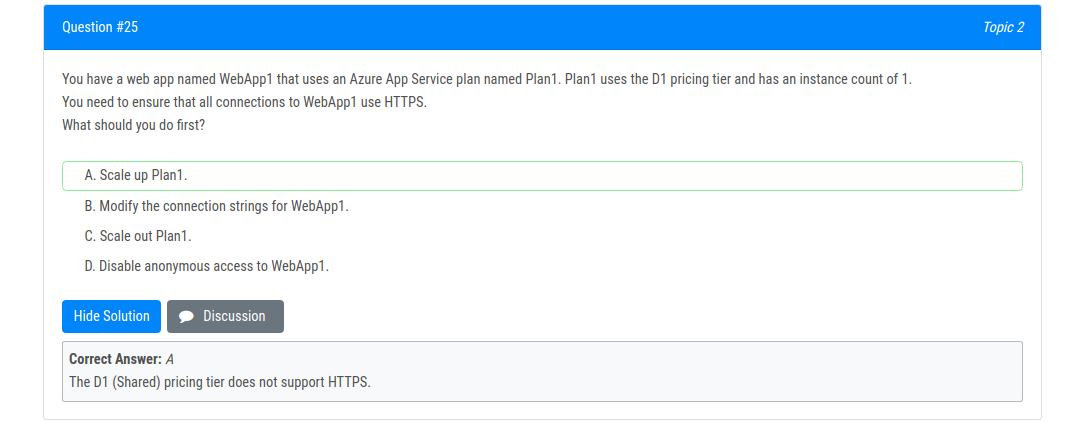 Question #25
Topic 2
You have a web app named WebApp1 that uses an Azure App Service plan named Plan1. Plan1 uses the D1 pricing tier and has an instance count of 1.
You need to ensure that all connections to WebApp1 use HTTPS.
What should you do first?
A. Scale up Plan1.
B. Modify the connection strings for WebApp1.
C. Scale out Plan1.
D. Disable anonymous access to WebApp1.
Hide Solution
Discussion
Correct Answer: A
The D1 (Shared) pricing tier does not support HTTPS.